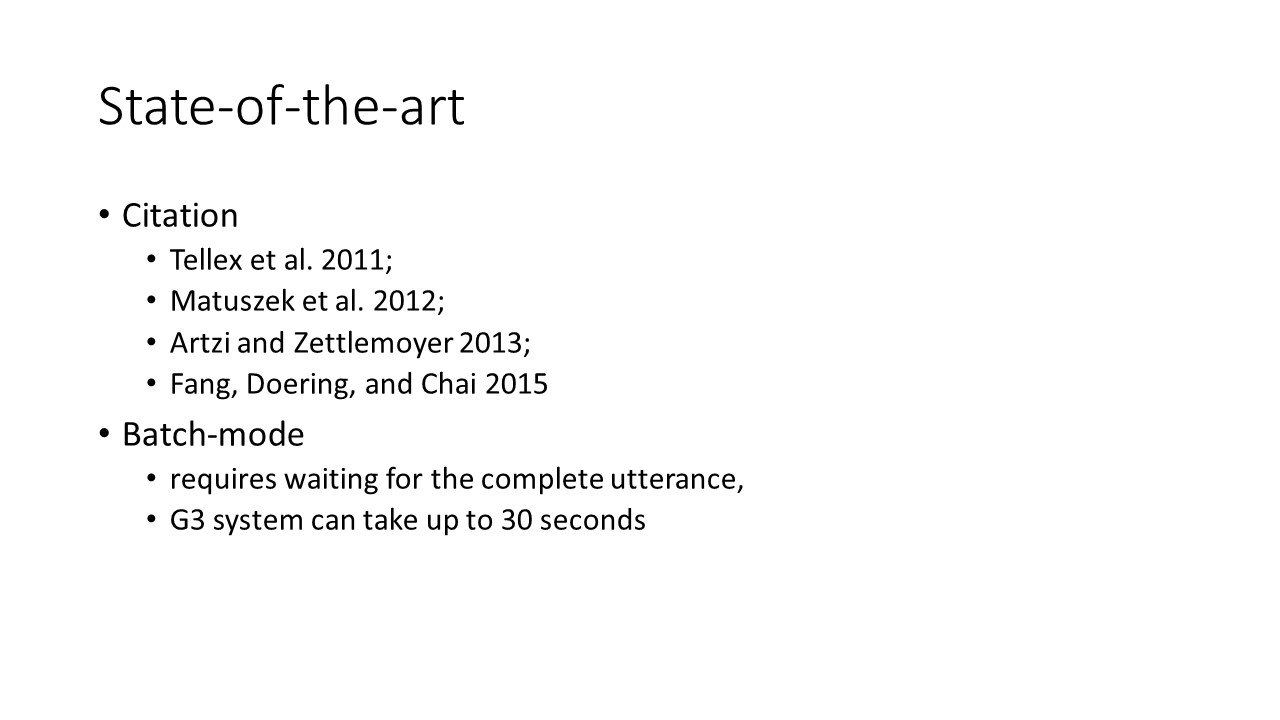 State-of-the-art
• Citation
• Tellex et al. 2011;
• Matuszek et al. 2012;
• Artzi and Zettlemoyer 2013;
• Fang, Doering, and Chai 2015
• Batch-mode
• requires waiting for the complete utterance,
• G3 system can take up to 30 seconds